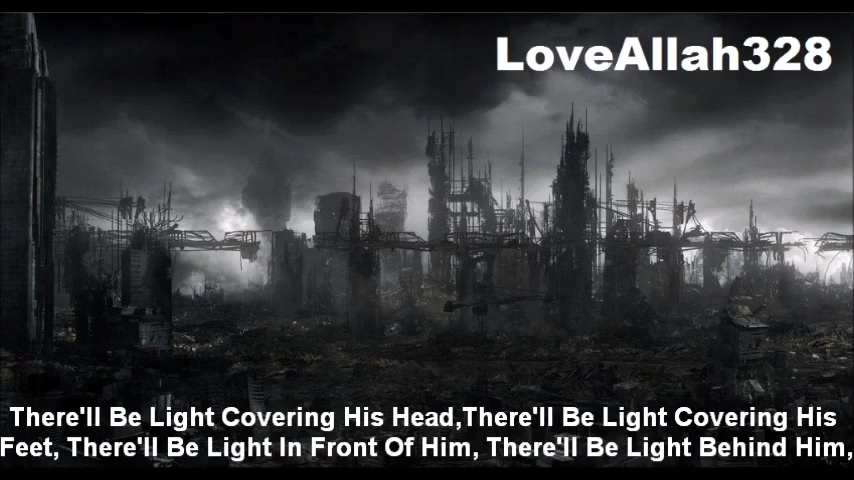 LoveAllah328
There'll Be Light Covering His Head,There'll Be Light Covering His
Feet, There'll Be Light In Front Of Him, There'll Be Light Behind Him,